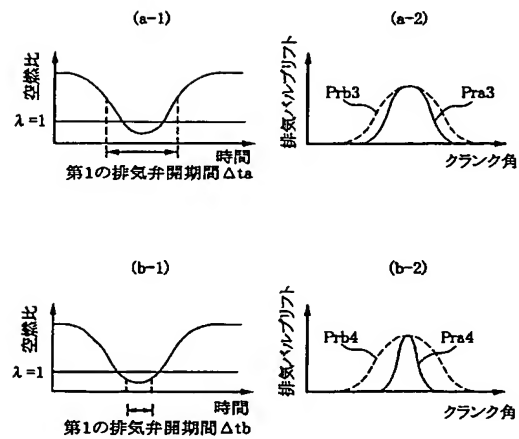 (a-1)
空燃比
λ=1
時間
第1の排気弁開期間Δta
(a-2)
排気バルブリフト
Prb3
Pra3
クランク角
(b-1)
空燃比
λ=1
時間
第1の排気弁開期間Δtb
(b-2)
排気バルブリフト
Prb4
Pra4
クランク角